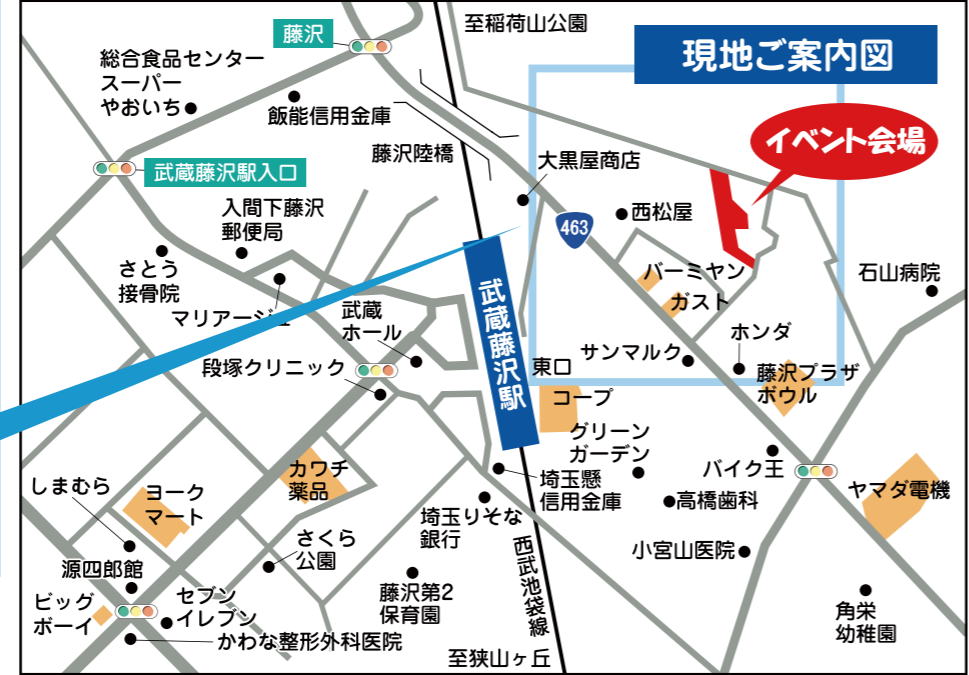 現地ご案内図
至稲荷山公園
藤沢
総合食品センター
スーパー
やおいち
飯能信用金庫
イベント会場
藤沢陸橋
大黒屋商店
武蔵藤沢駅入口
入間下藤沢
郵便局
西松屋
463
さとう
接骨院
バーミヤン
石山病院
ガスト
マリアージュ
武蔵
ホール
武蔵藤沢駅
ホンダ
サンマルク
段塚クリニック
東口
藤沢プラザ
ボウル
コープ
グリーン
ガーデン
バイク王
カワチ
薬品
埼玉懸
信用金庫
ヤマダ電機
しまむら
ヨーク
マート
高橋歯科
埼玉りそな
銀行
さくら
公園
小宮山医院
西武池袋線
源四郎館
藤沢第2
保育園
ビッグ
ボーイ
セブン
イレブン
角栄
幼稚園
かわな整形外科医院
至狭山ヶ丘